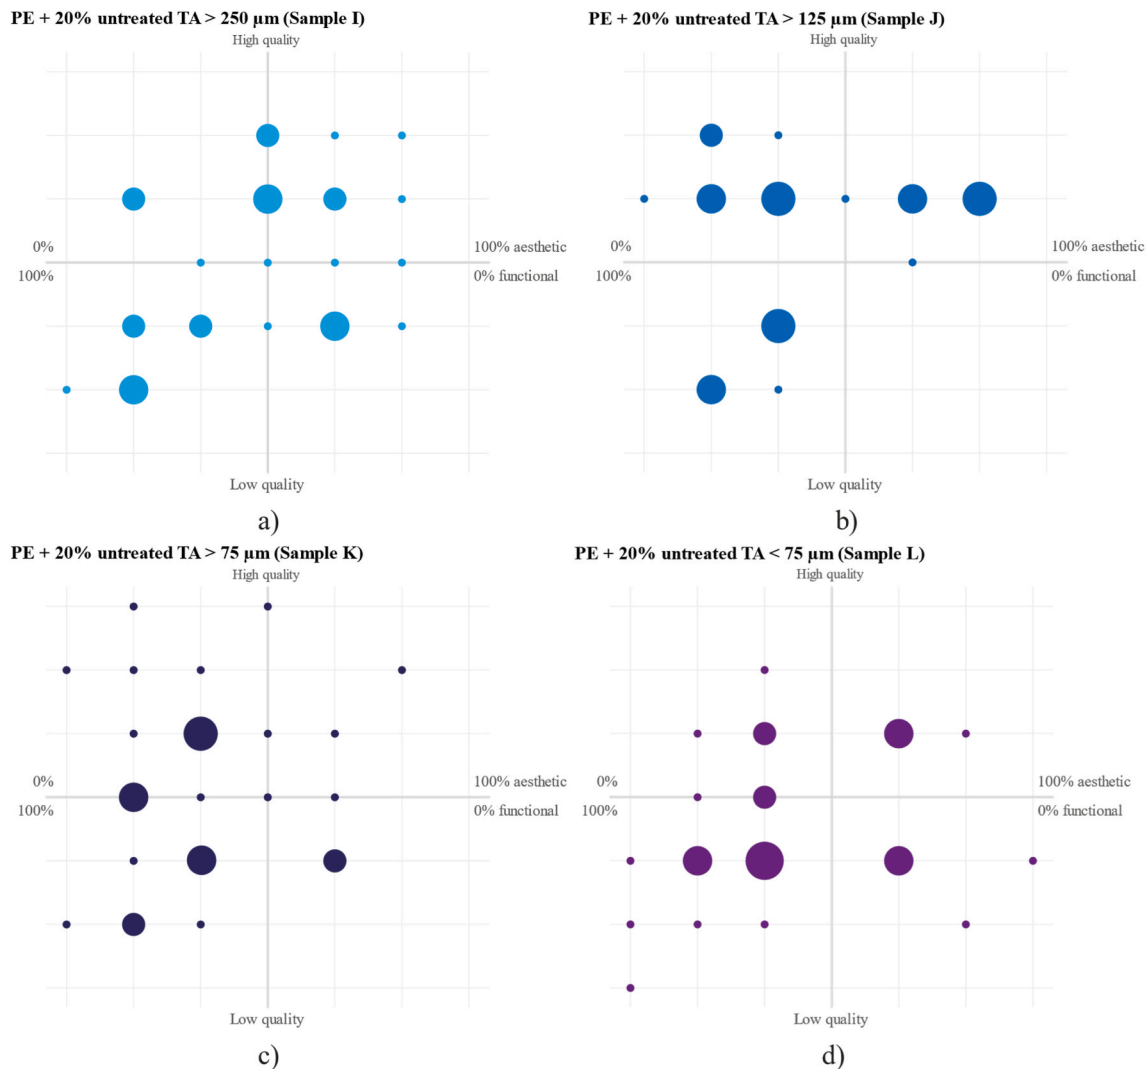 PE + 20% untreated TA > 250 µm (Sample I)
High quality
0%
100% aesthetic
100%
0% functional
Low quality
a)
PE + 20% untreated TA > 125 µm (Sample J)
High quality
0%
100% aesthetic
100%
0% functional
Low quality
b)
PE + 20% untreated TA > 75 µm (Sample K)
High quality
0%
100% aesthetic
100%
0% functional
Low quality
c)
PE + 20% untreated TA < 75 µm (Sample L)
High quality
0%
100% aesthetic
100%
0% functional
Low quality
d)